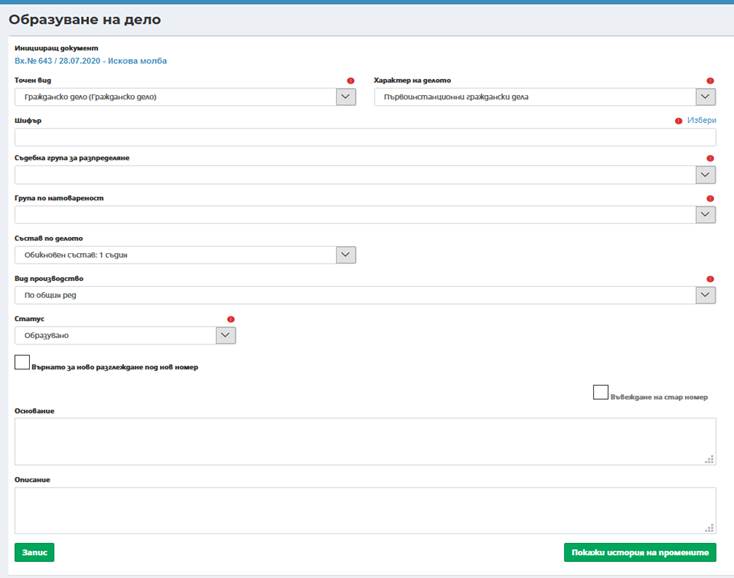 Образуване на дело
Иницииращ документ
Вх.№ 643 / 28.07.2020 - Искова молба
Точен вид
Характер на делото
Гражданско дело (Гражданско дело)
Първоинстанционни граждански дела
Шифър
Избери
Съдебна група за разпределяне
Група по натовареност
Състав по делото
Обикновен състав: 1 съдия
Вид производство
По общия ред
Статус
Образувано
Върнато за ново разглеждане под нов номер
Въвеждане на стар номер
Основание
Описание
Запис
Покажи история на промените